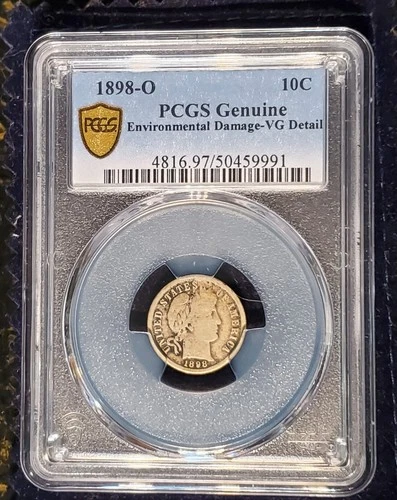 1898-O 10C
PCGS Genuine
Environmental Damage-VG Detail
PCGS
4816.97/50459991
UNITED STATES OF AMERICA
1898